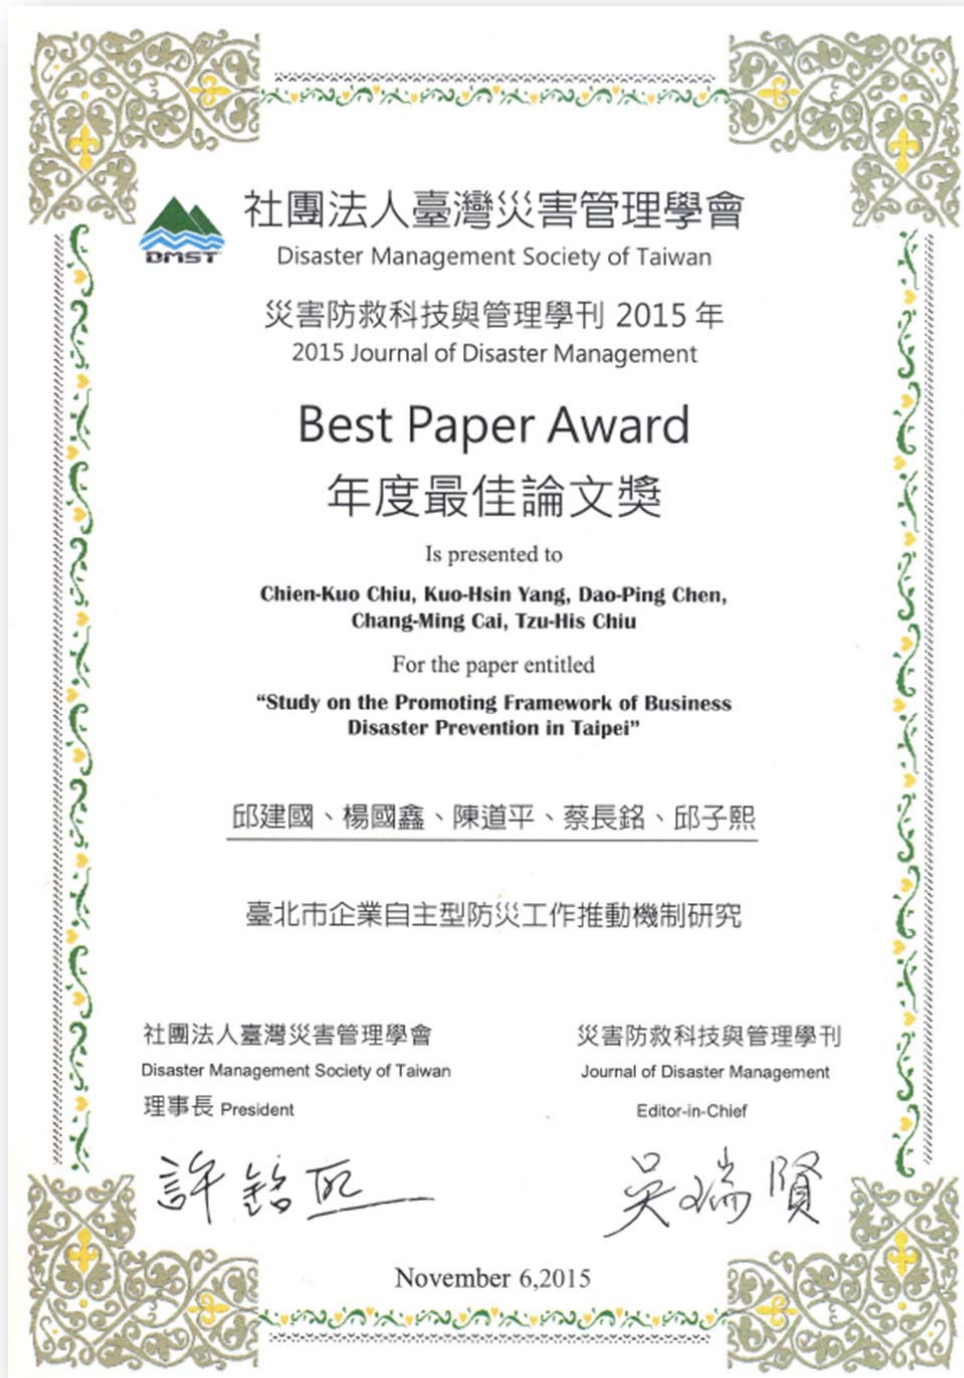 社團法人臺灣災害管理學會
DMST
Disaster Management Society of Taiwan
災害防救科技與管理學刊 2015 年
2015 Journal of Disaster Management
Best Paper Award
年度最佳論文獎
Is presented to
Chien-Kuo Chiu, Kuo-Hsin Yang, Dao-Ping Chen,
Chang-Ming Cai, Tzu-His Chiu
For the paper entitled
“Study on the Promoting Framework of Business
Disaster Prevention in Taipei”
邱建國、楊國鑫、陳道平、蔡長銘、邱子熙
臺北市企業自主型防災工作推動機制研究
社團法人臺灣災害管理學會
Disaster Management Society of Taiwan
理事長 President
災害防救科技與管理學刊
Journal of Disaster Management
Editor-in-Chief
許銘熙
吳瑞賢
November 6,2015